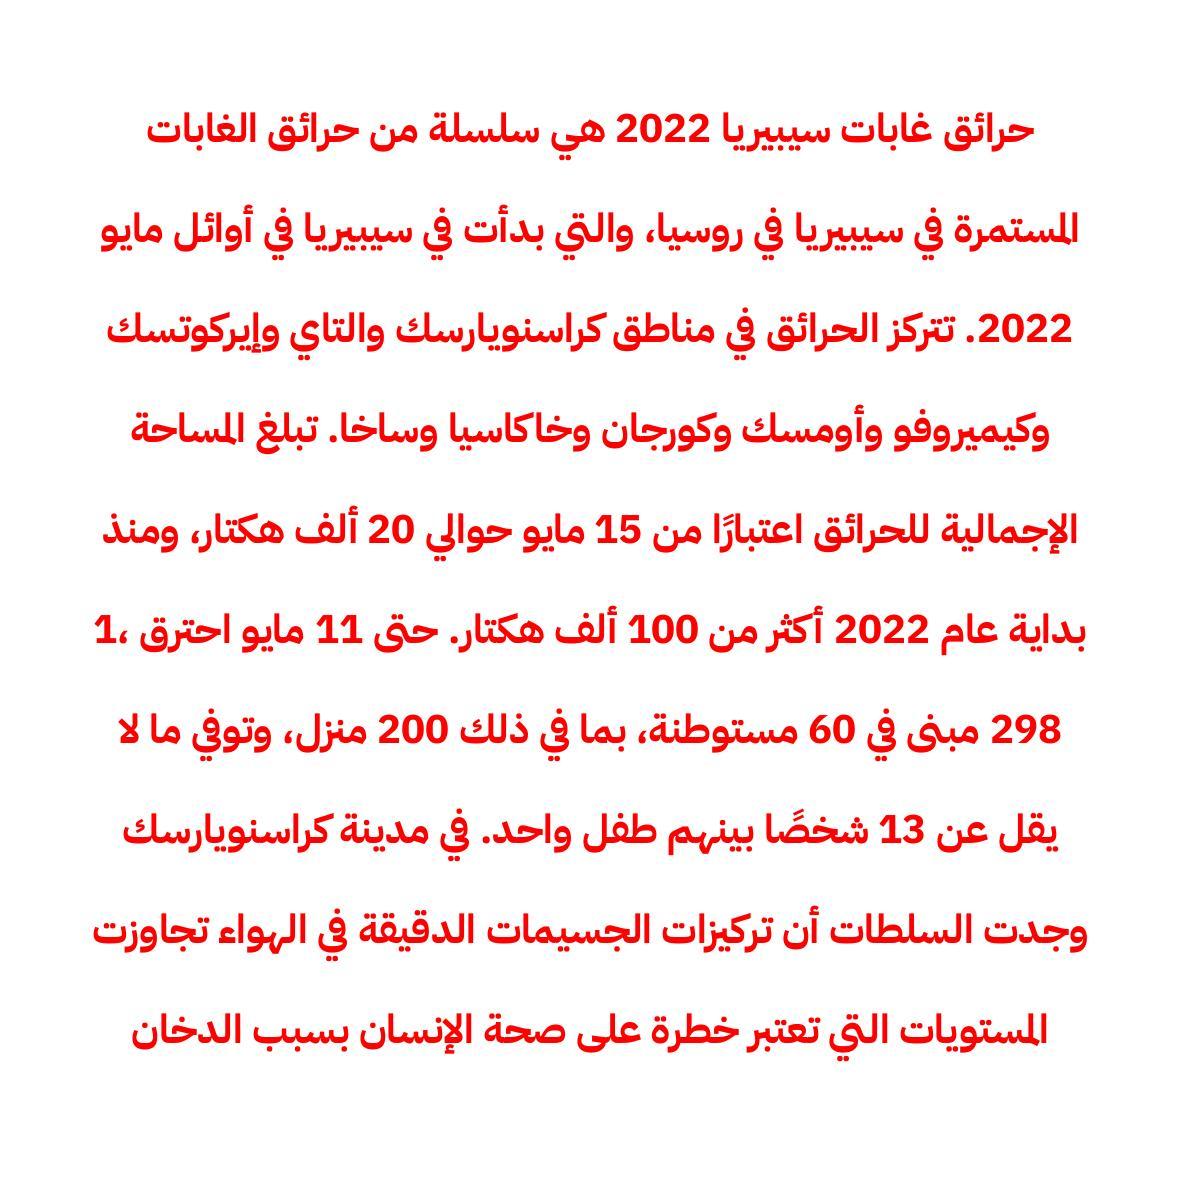 حرائق غابات سيبيريا 2022 هي سلسلة من حرائق الغابات
المستمرة في سيبيريا في روسيا، والتي بدأت في سيبيريا في أوائل مايو
2022. تتركز الحرائق في مناطق كراسنويارسك والتاي وإيركوتسك
وكيميروفو وأومسك وكورجان وخاكاسيا وساخا. تبلغ المساحة
الإجمالية للحرائق اعتبارًا من 15 مايو حوالي 20 ألف هكتار، ومنذ
بداية عام 2022 أكثر من 100 ألف هكتار. حتى 11 مايو احترق ،1
298 مبنى في 60 مستوطنة، بما في ذلك 200 منزل، وتوفي ما لا
يقل عن 13 شخصًا بينهم طفل واحد. في مدينة كراسنويارسك
وجدت السلطات أن تركيزات الجسيمات الدقيقة في الهواء تجاوزت
المستويات التي تعتبر خطرة على صحة الإنسان بسبب الدخان